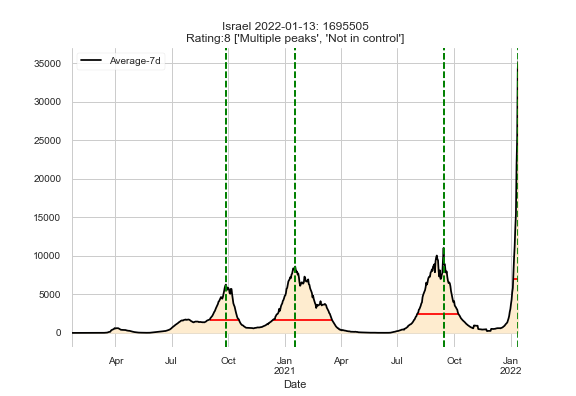 Israel 2022-01-13: 1695505
Rating:8 ['Multiple peaks', 'Not in control']
Average-7d
35000
30000
25000
20000
15000
10000
5000
0
Apr Jul Oct Jan Apr Jul Oct Jan
2021 2022
Date